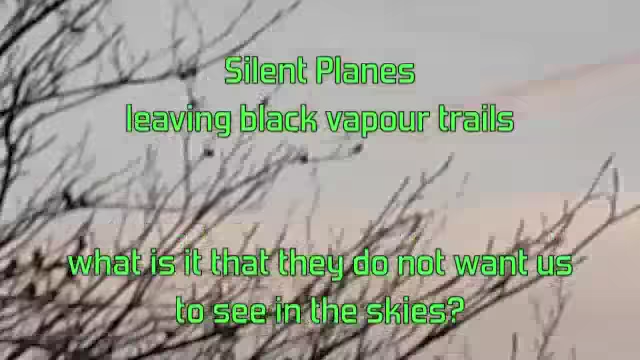 Silent Planes
leaving black vapour trails
what is it that they do not want us
to see in the skies?